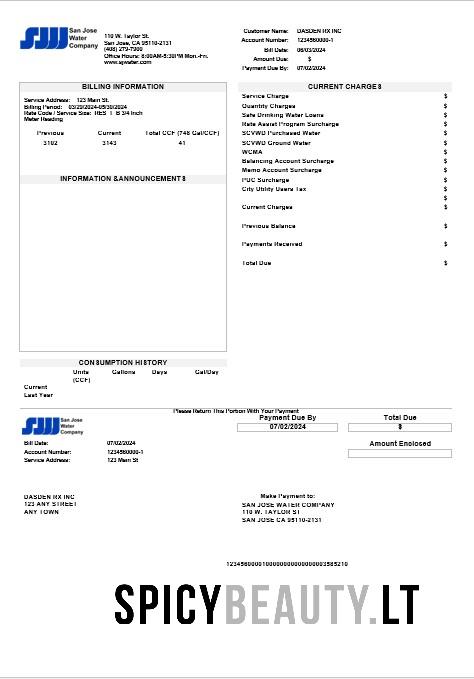 San Jose
Water
Company
110 W. Taylor St.
San Jose, CA 95110-2131
(408) 279-7900
Office Hours: 8:00AM-5:30PM Mon.-Fri.
www.sjwater.com
Customer Name: DASDEN RX INC
Account Number: 1234560000-1
Bill Date: 06/03/2024
Amount Due: $
Payment Due By: 07/02/2024
BILLING INFORMATION
Service Address: 123 Main St.
Billing Period: 03/29/2024-05/30/2024
Rate Code / Service Size: RES 1 B 3/4 Inch
Meter Reading
Previous Current Total CCF (748 Gal/CCF)
3102 3143 41
INFORMATION & ANNOUNCEMENTS
CURRENT CHARGES
Service Charge $
Quantity Charges $
Safe Drinking Water Loans $
Rate Assist Program Surcharge $
SCVWD Purchased Water $
SCVWD Ground Water $
WCMA $
Balancing Account Surcharge $
Memo Account Surcharge $
PUC Surcharge $
City Utility Users Tax $
$
Current Charges $
Previous Balance $
Payments Received $
Total Due $
CONSUMPTION HISTORY
Units Gallons Days Gal/Day
(CCF)
Current
Last Year
Please Return This Portion With Your Payment
San Jose
Water
Company
Payment Due By Total Due
07/02/2024 $
Bill Date: 07/02/2024
Account Number: 1234560000-1
Service Address: 123 Main St
Amount Enclosed
DASDEN RX INC
123 ANY STREET
ANY TOWN
Make Payment to:
SAN JOSE WATER COMPANY
110 W. TAYLOR ST
SAN JOSE CA 95110-2131
SPICYBEAUTY.LT